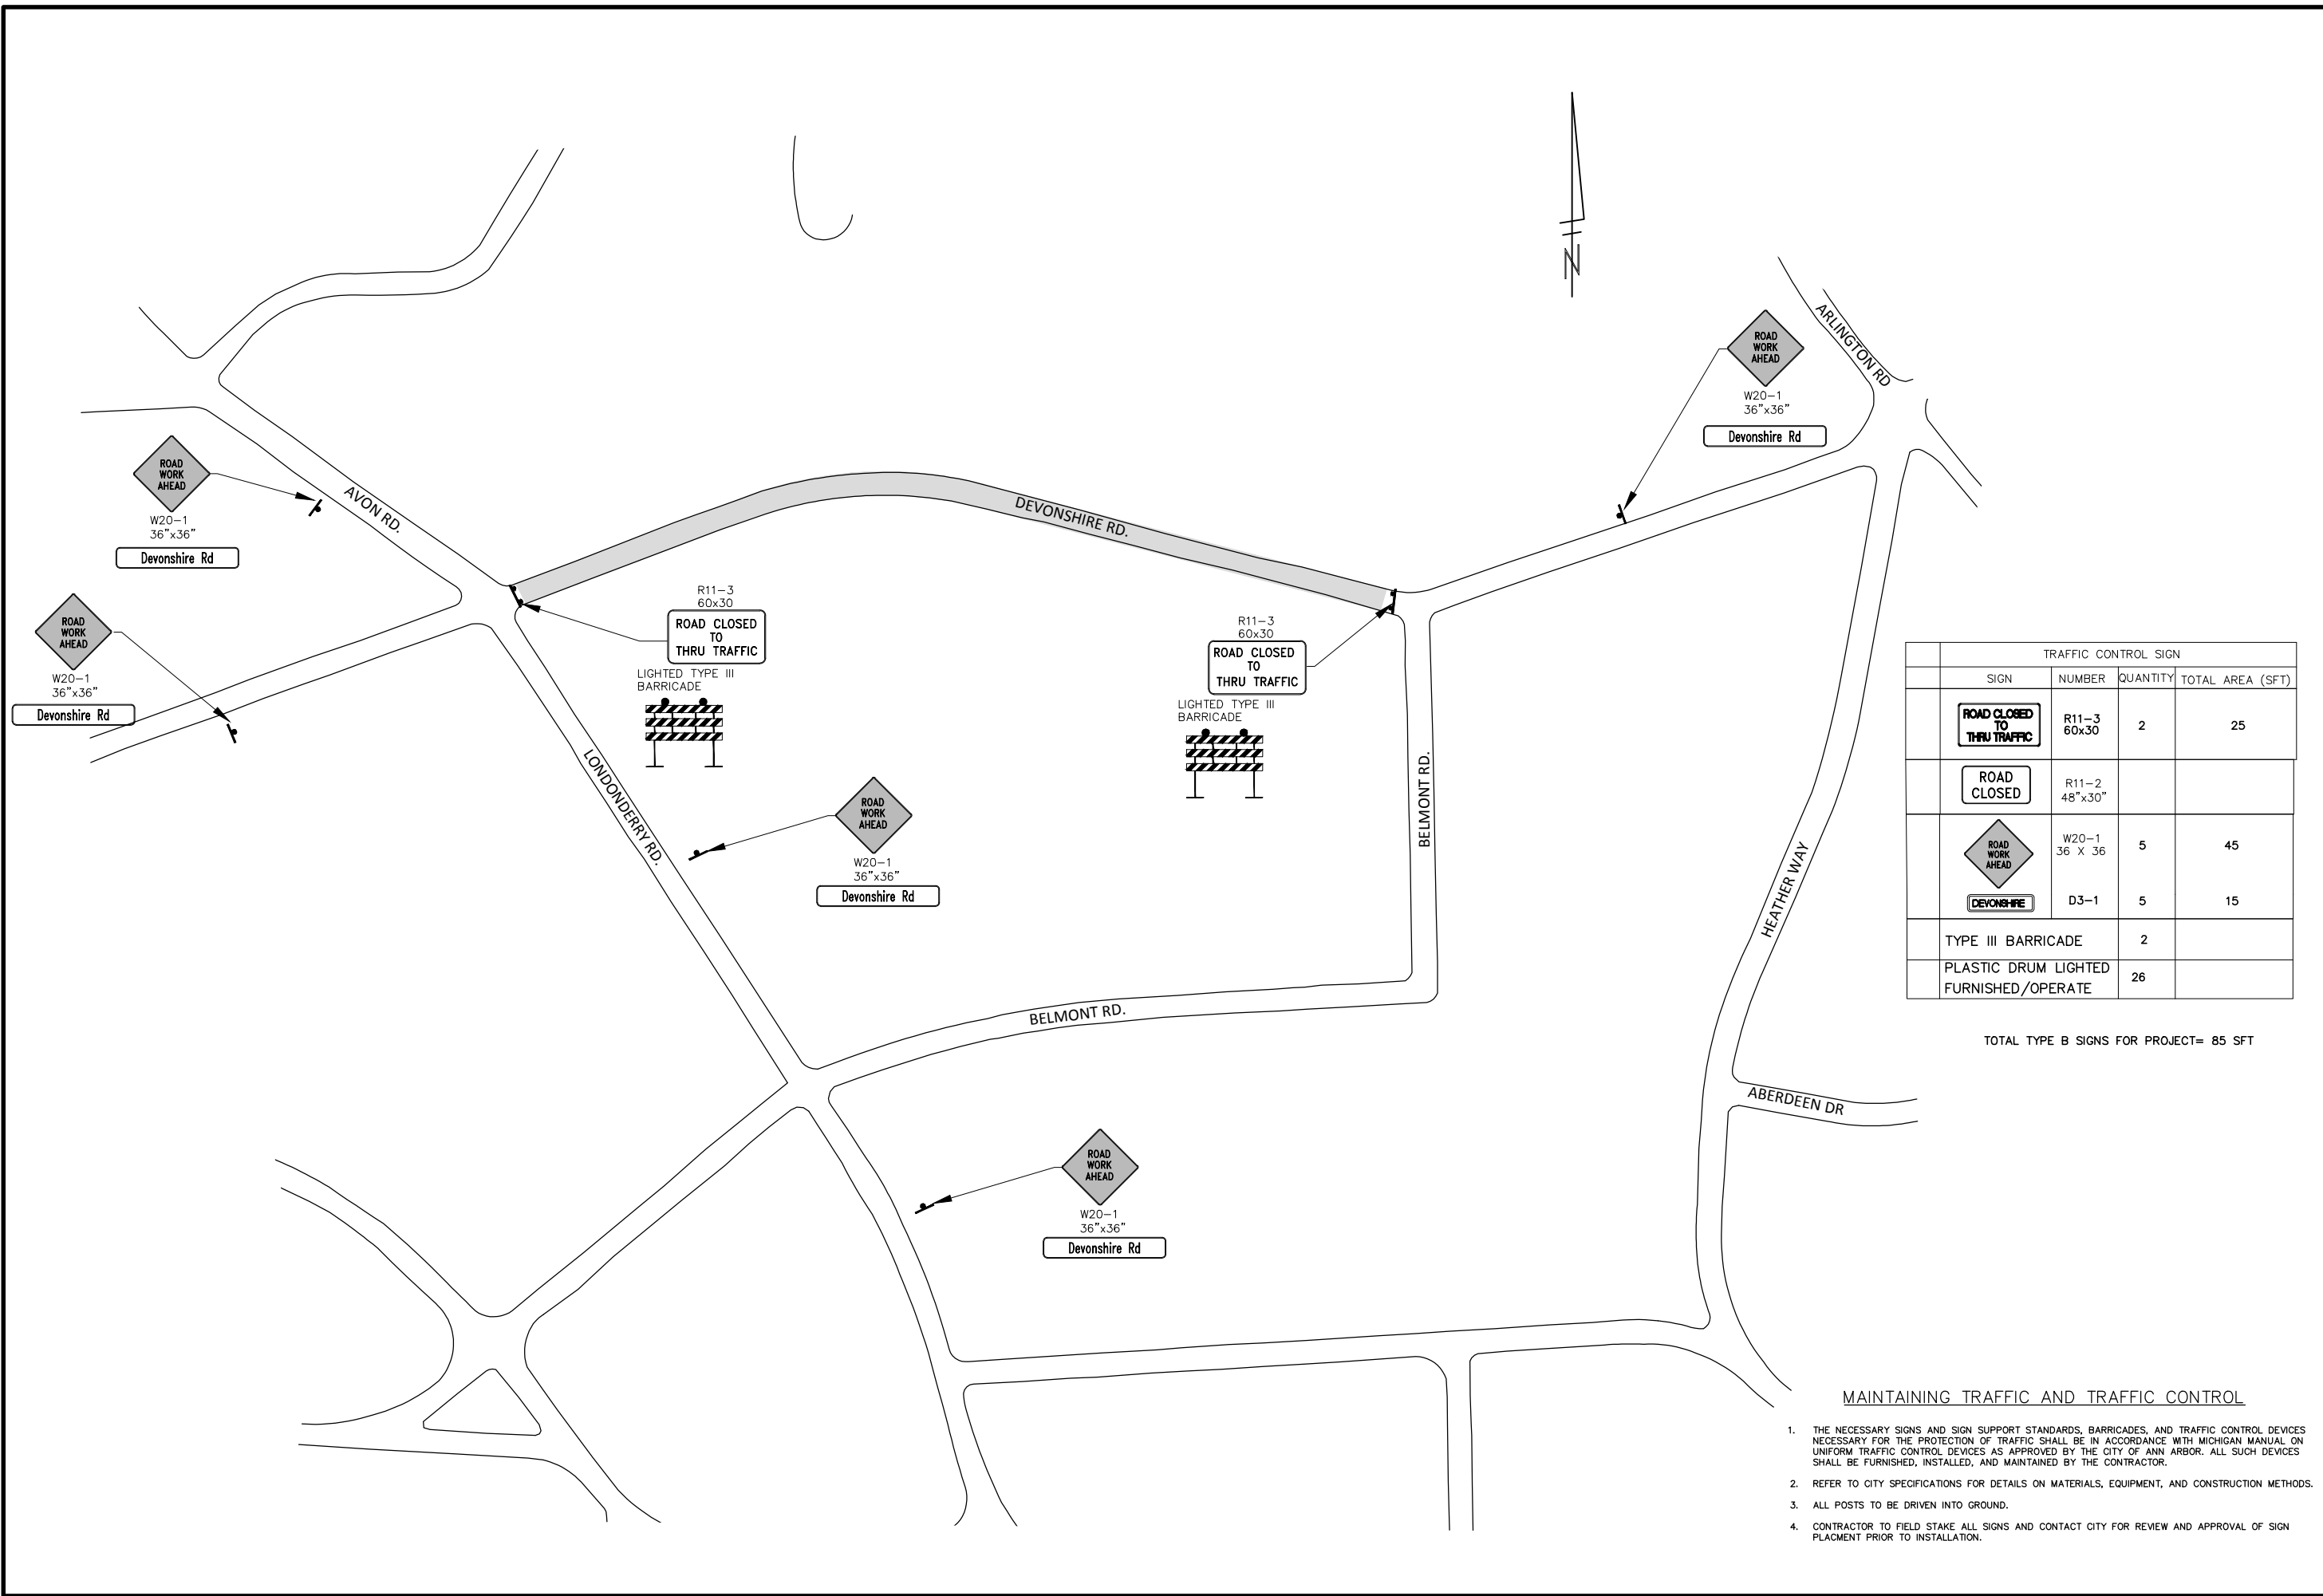 N
ARLINGTON RD
ROAD
WORK
AHEAD
W20-1
36"x36"
Devonshire Rd
ROAD
WORK
AHEAD
W20-1
36"x36"
Devonshire Rd
AVON RD.
DEVONSHIRE RD.
ROAD
WORK
AHEAD
W20-1
36"x36"
Devonshire Rd
R11-3
60x30
ROAD CLOSED
TO
THRU TRAFFIC
LIGHTED TYPE III
BARRICADE
R11-3
60x30
ROAD CLOSED
TO
THRU TRAFFIC
LIGHTED TYPE III
BARRICADE
LONDONDERRY RD.
ROAD
WORK
AHEAD
W20-1
36"x36"
Devonshire Rd
BELMONT RD.
HEATHER WAY
BELMONT RD.
ABERDEEN DR
ROAD
WORK
AHEAD
W20-1
36"x36"
Devonshire Rd
TRAFFIC CONTROL SIGN
SIGN NUMBER QUANTITY TOTAL AREA (SFT)
ROAD CLOSED
TO
THRU TRAFFIC
R11-3
60x30
2 25
ROAD
CLOSED
R11-2
48"x30"
ROAD
WORK
AHEAD
W20-1
36 X 36
5 45
DEVONSHIRE D3-1 5 15
TYPE III BARRICADE 2
PLASTIC DRUM LIGHTED
FURNISHED/OPERATE
26
TOTAL TYPE B SIGNS FOR PROJECT= 85 SFT
MAINTAINING TRAFFIC AND TRAFFIC CONTROL
1. THE NECESSARY SIGNS AND SIGN SUPPORT STANDARDS, BARRICADES, AND TRAFFIC CONTROL DEVICES
NECESSARY FOR THE PROTECTION OF TRAFFIC SHALL BE IN ACCORDANCE WITH MICHIGAN MANUAL ON
UNIFORM TRAFFIC CONTROL DEVICES AS APPROVED BY THE CITY OF ANN ARBOR. ALL SUCH DEVICES
SHALL BE FURNISHED, INSTALLED, AND MAINTAINED BY THE CONTRACTOR.
2. REFER TO CITY SPECIFICATIONS FOR DETAILS ON MATERIALS, EQUIPMENT, AND CONSTRUCTION METHODS.
3. ALL POSTS TO BE DRIVEN INTO GROUND.
4. CONTRACTOR TO FIELD STAKE ALL SIGNS AND CONTACT CITY FOR REVIEW AND APPROVAL OF SIGN
PLACMENT PRIOR TO INSTALLATION.